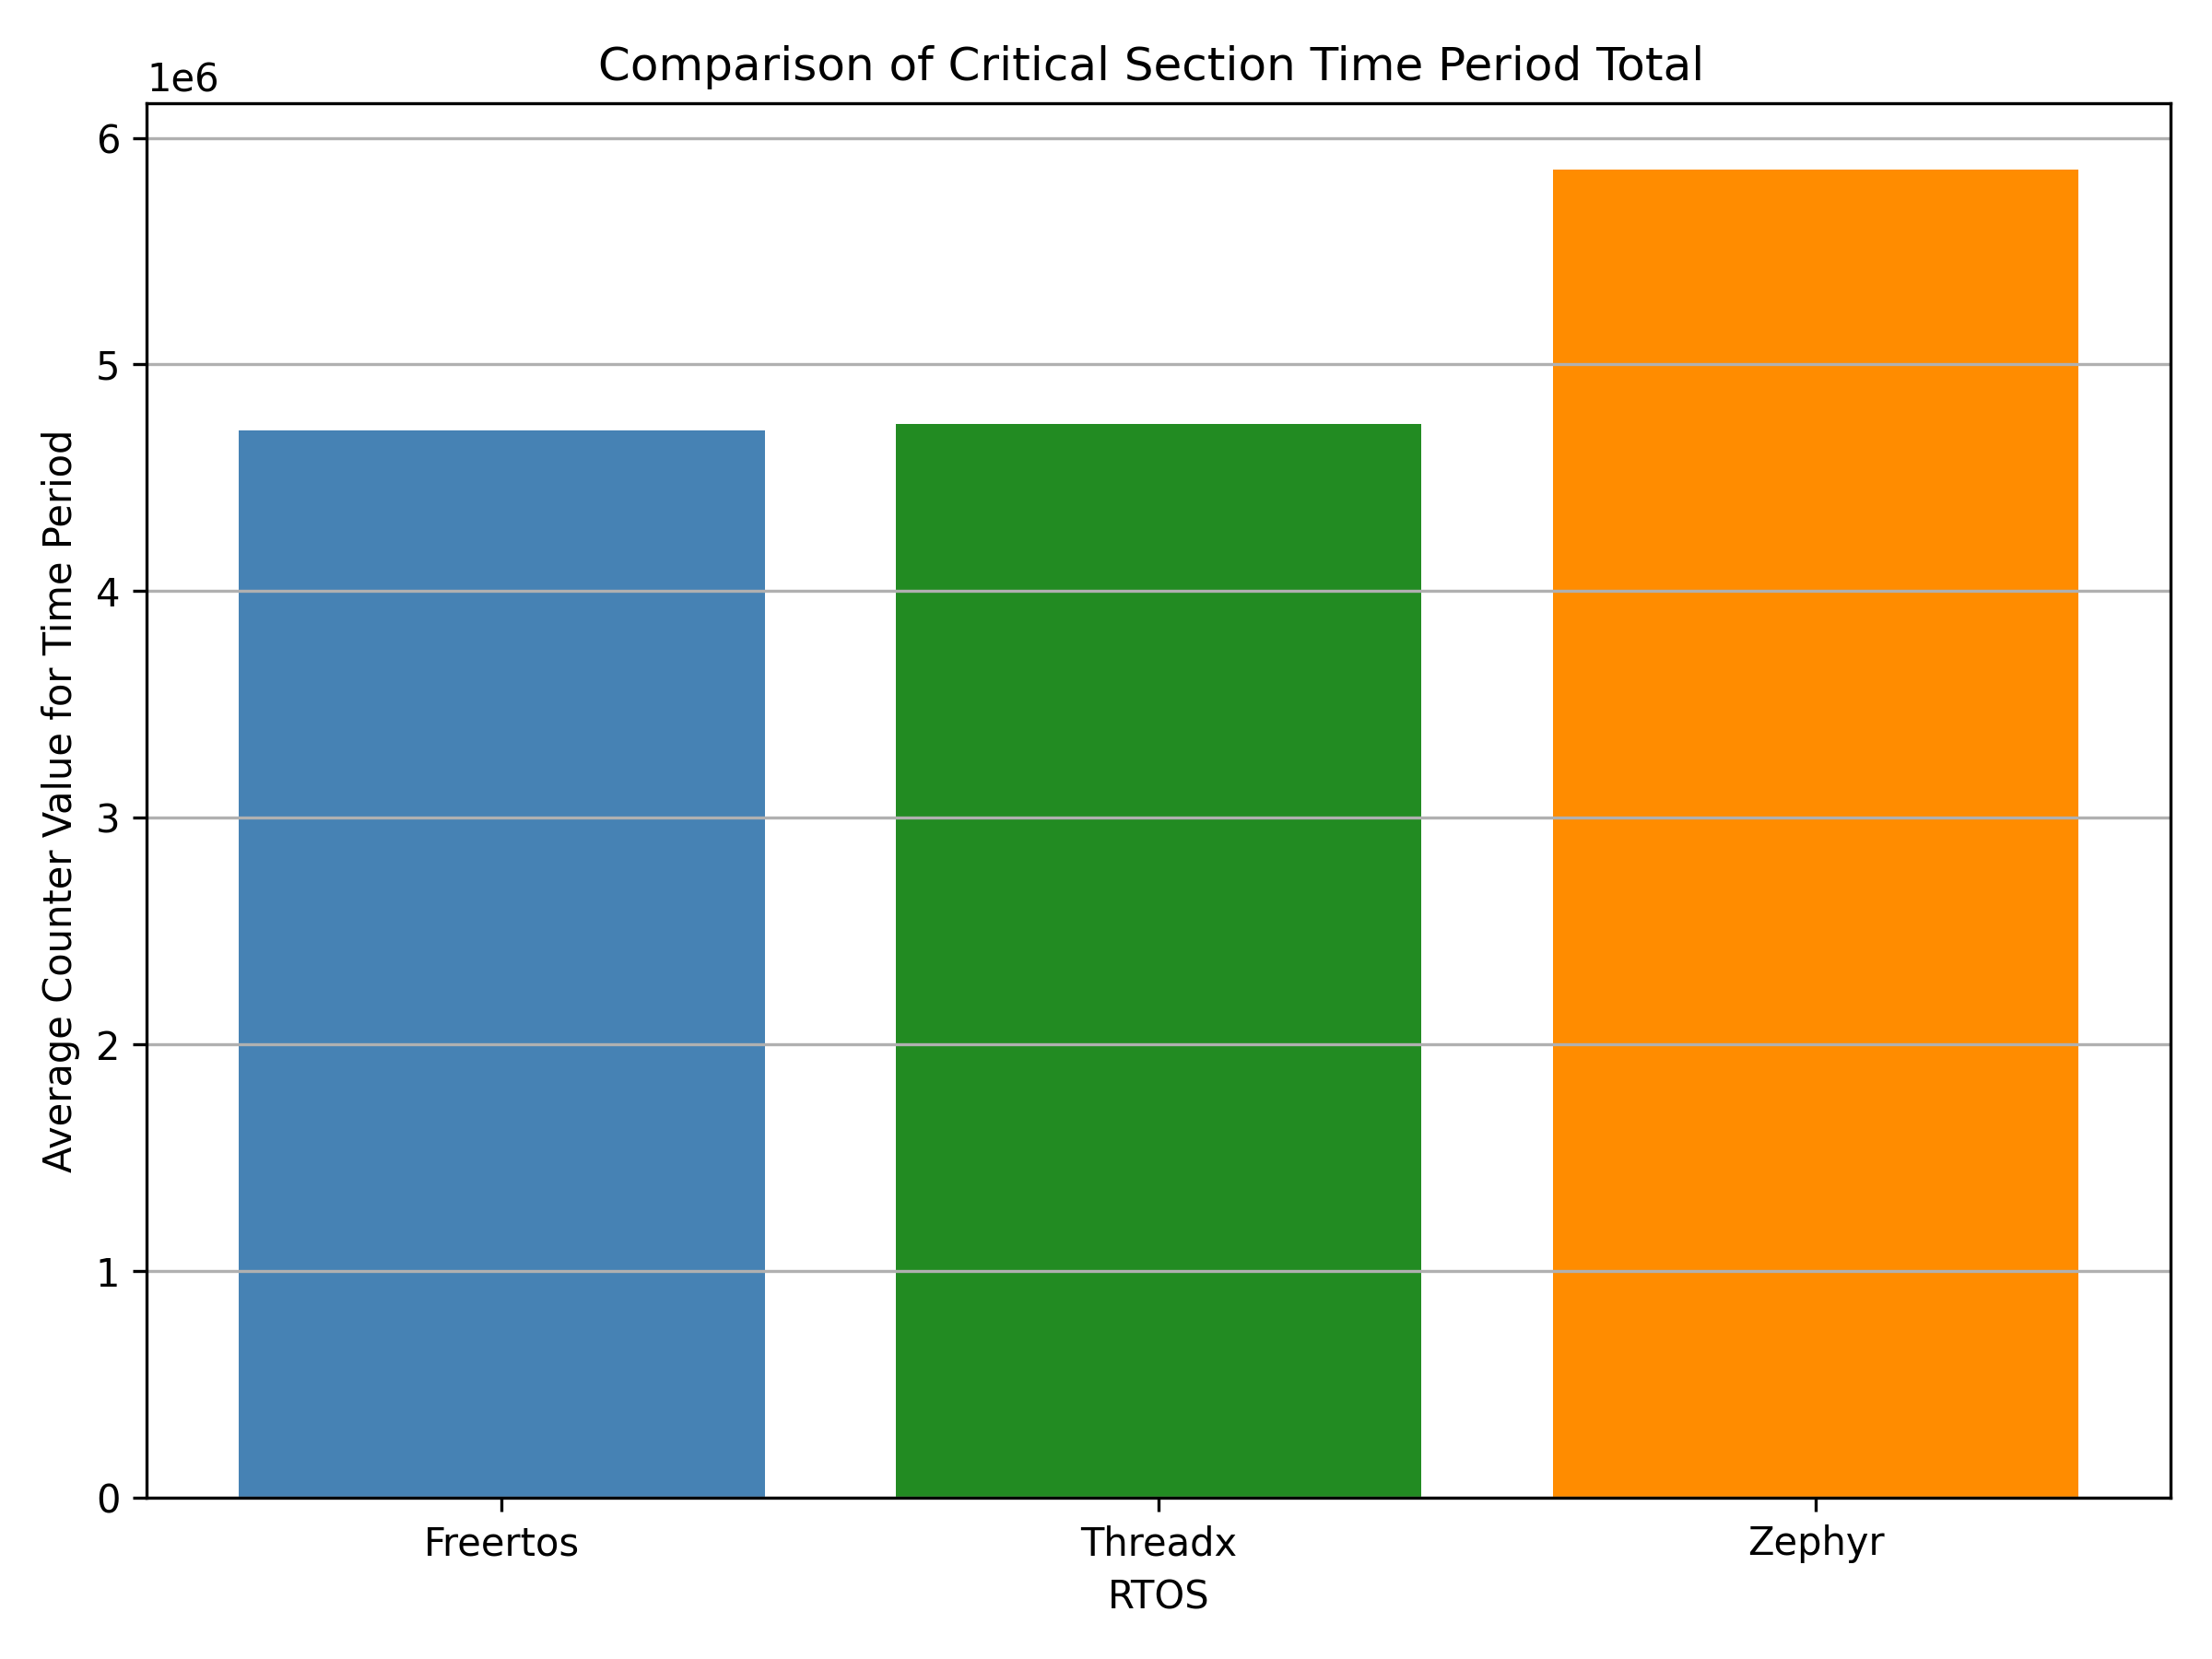 Comparison of Critical Section Time Period Total
1e6
6
5
4
3
2
1
0
Average Counter Value for Time Period
Freertos
Threadx
Zephyr
RTOS